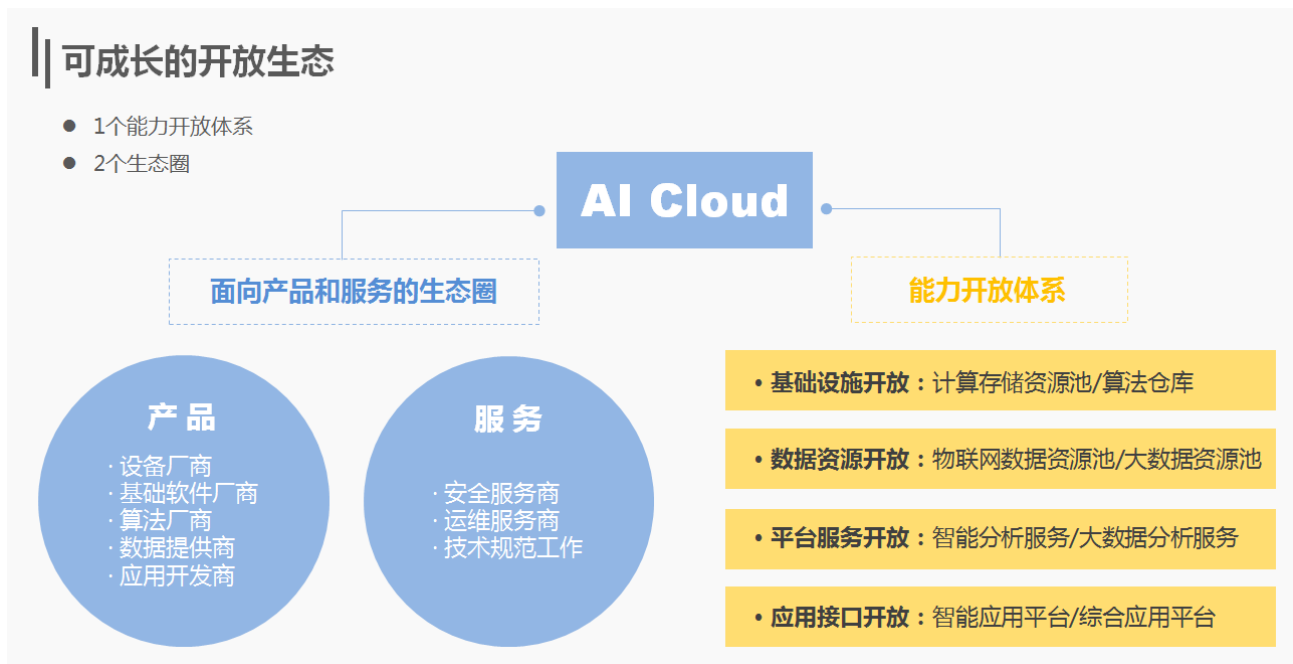 可成长的开放生态
● 1个能力开放体系
● 2个生态圈
AI Cloud
面向产品和服务的生态圈
能力开放体系
产 品
· 设备厂商
· 基础软件厂商
· 算法厂商
· 数据提供商
· 应用开发商
服 务
· 安全服务商
· 运维服务商
· 技术规范工作
• 基础设施开放：计算存储资源池/算法仓库
• 数据资源开放：物联网数据资源池/大数据资源池
• 平台服务开放：智能分析服务/大数据分析服务
• 应用接口开放：智能应用平台/综合应用平台